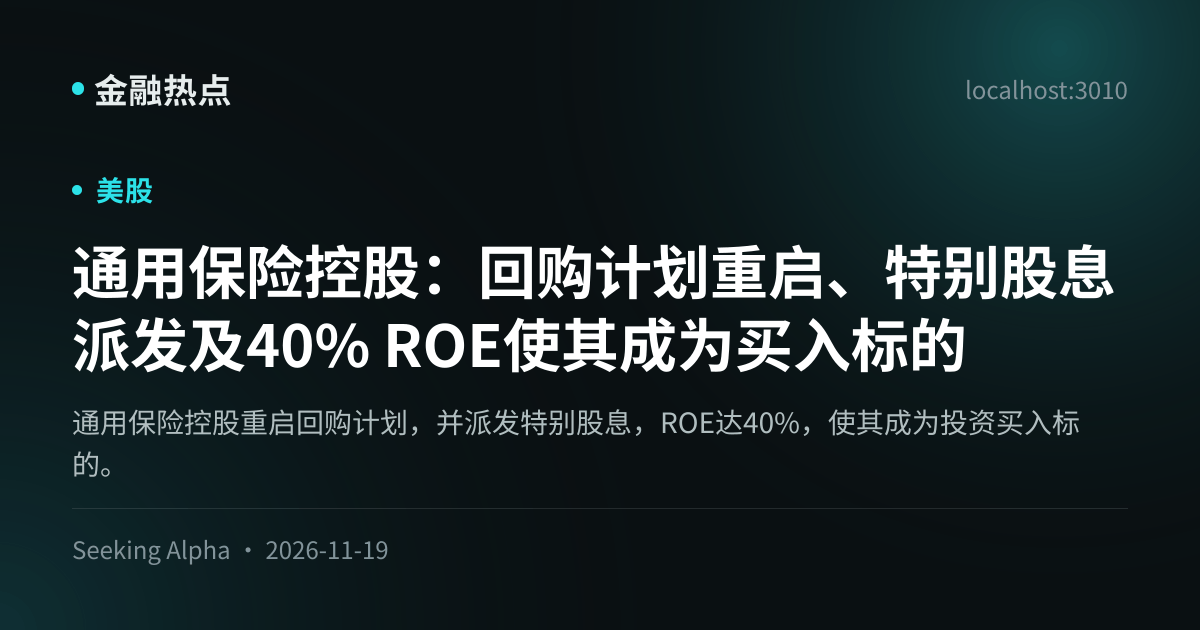 金融热点
localhost:3010
美股
通用保险控股：回购计划重启、特别股息
派发及40% ROE使其成为买入标的
通用保险控股重启回购计划，并派发特别股息，ROE达40%，使其成为投资买入标
的。
Seeking Alpha · 2026-11-19